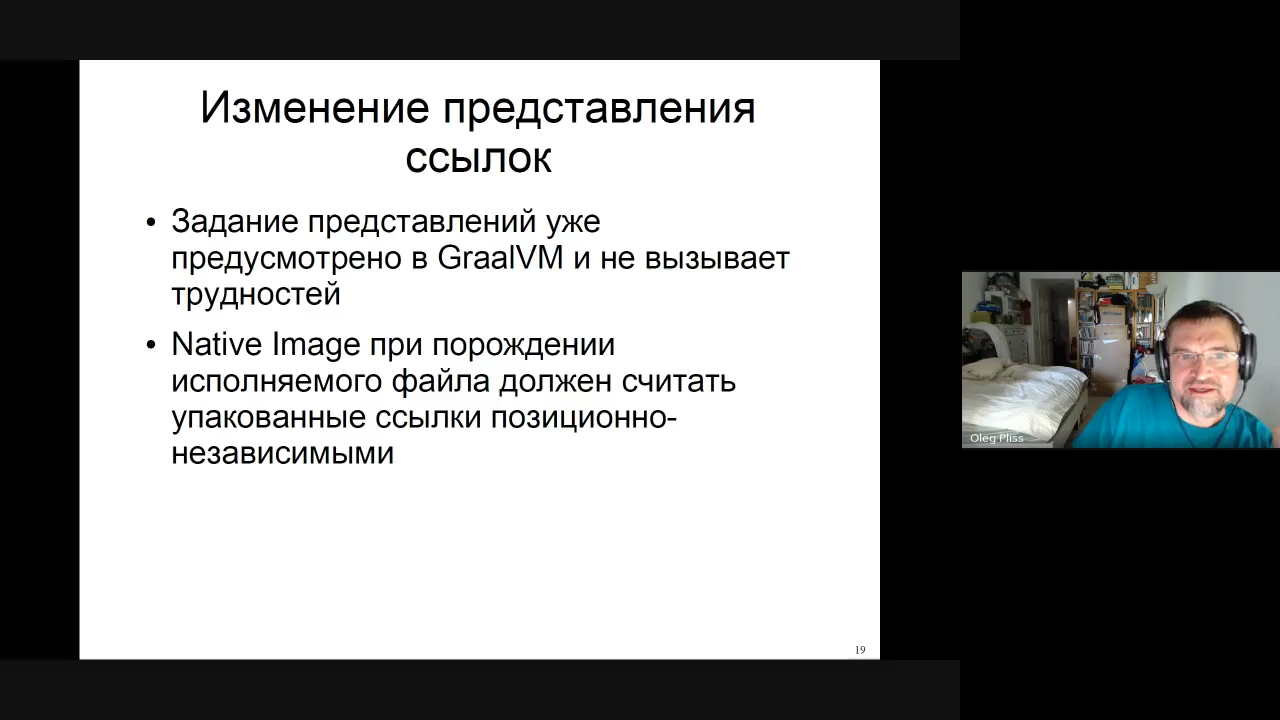 Изменение представления
ссылок
• Задание представлений уже
предусмотрено в GraalVM и не вызывает
трудностей
• Native Image при порождении
исполняемого файла должен считать
упакованные ссылки позиционно-
независимыми
19
Oleg Pliss